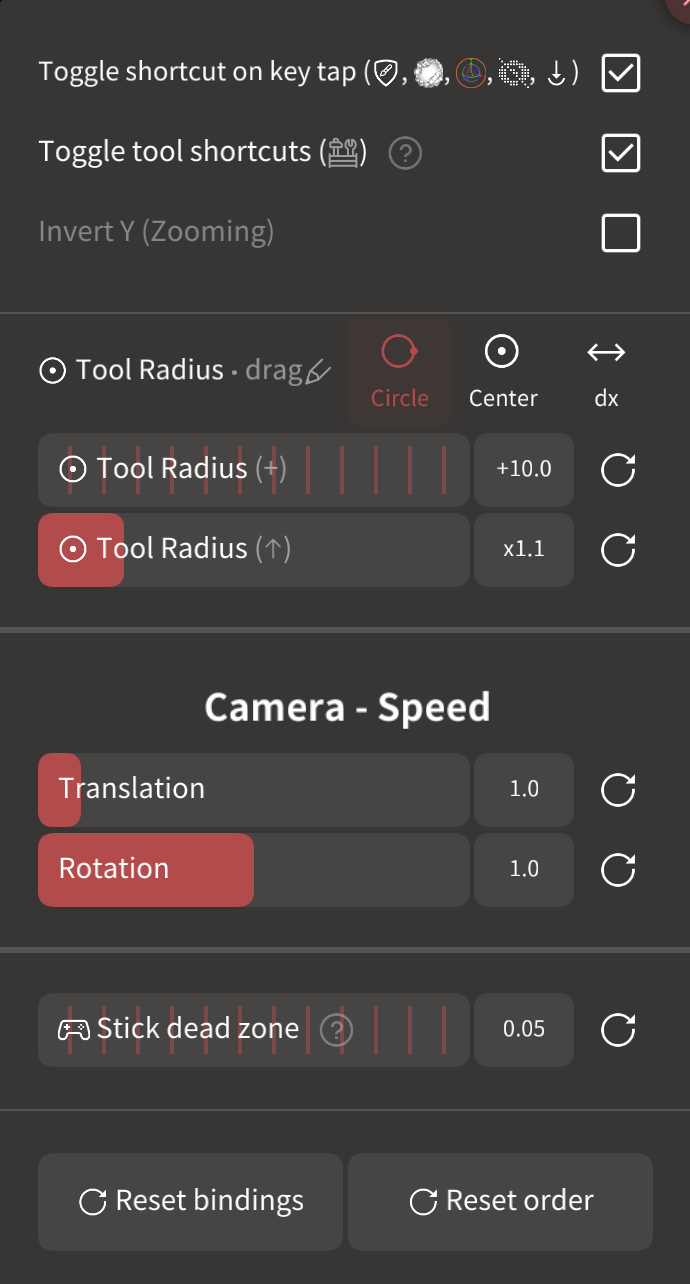 Toggle shortcut on key tap ( , , , , )
Toggle tool shortcuts ( ) ?
Invert Y (Zooming)
Tool Radius • drag
Circle
Center
dx
Tool Radius (+) +10.0
Tool Radius (↑) x1.1
Camera - Speed
Translation 1.0
Rotation 1.0
Stick dead zone ? 0.05
Reset bindings
Reset order